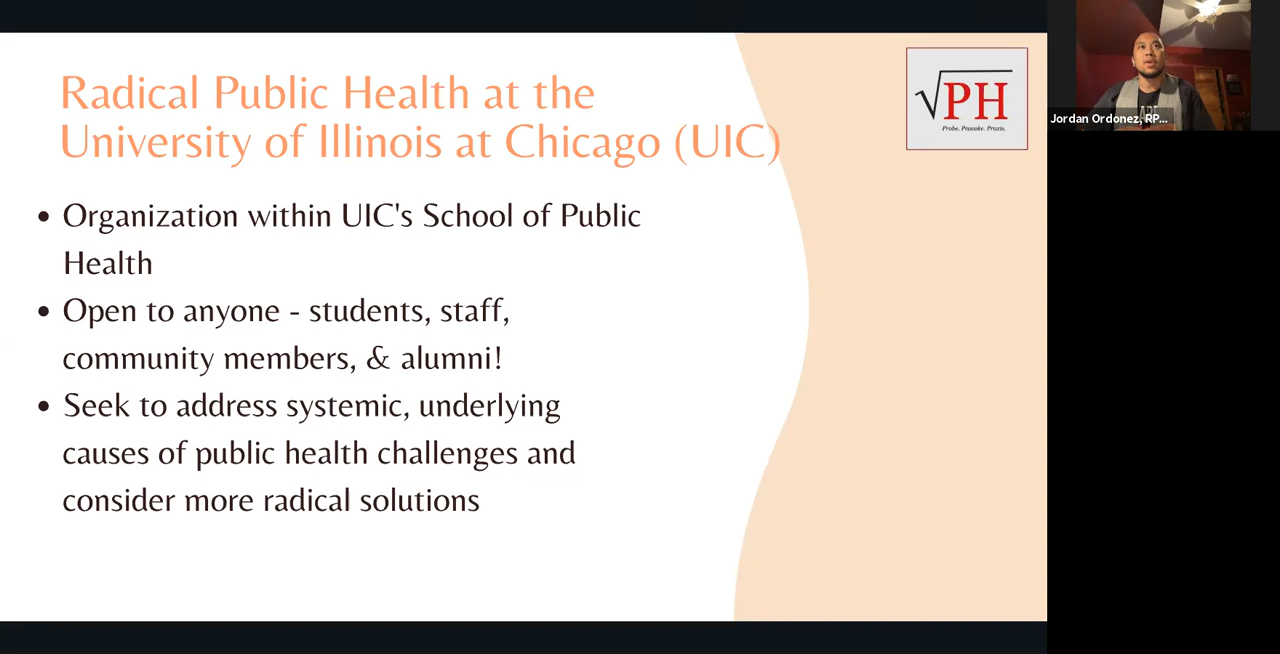 Radical Public Health at the
University of Illinois at Chicago (UIC)
• Organization within UIC's School of Public
Health
• Open to anyone - students, staff,
community members, & alumni!
• Seek to address systemic, underlying
causes of public health challenges and
consider more radical solutions
√PH
Probe. Provoke. Praxis.
Jordan Ordonez, RP...